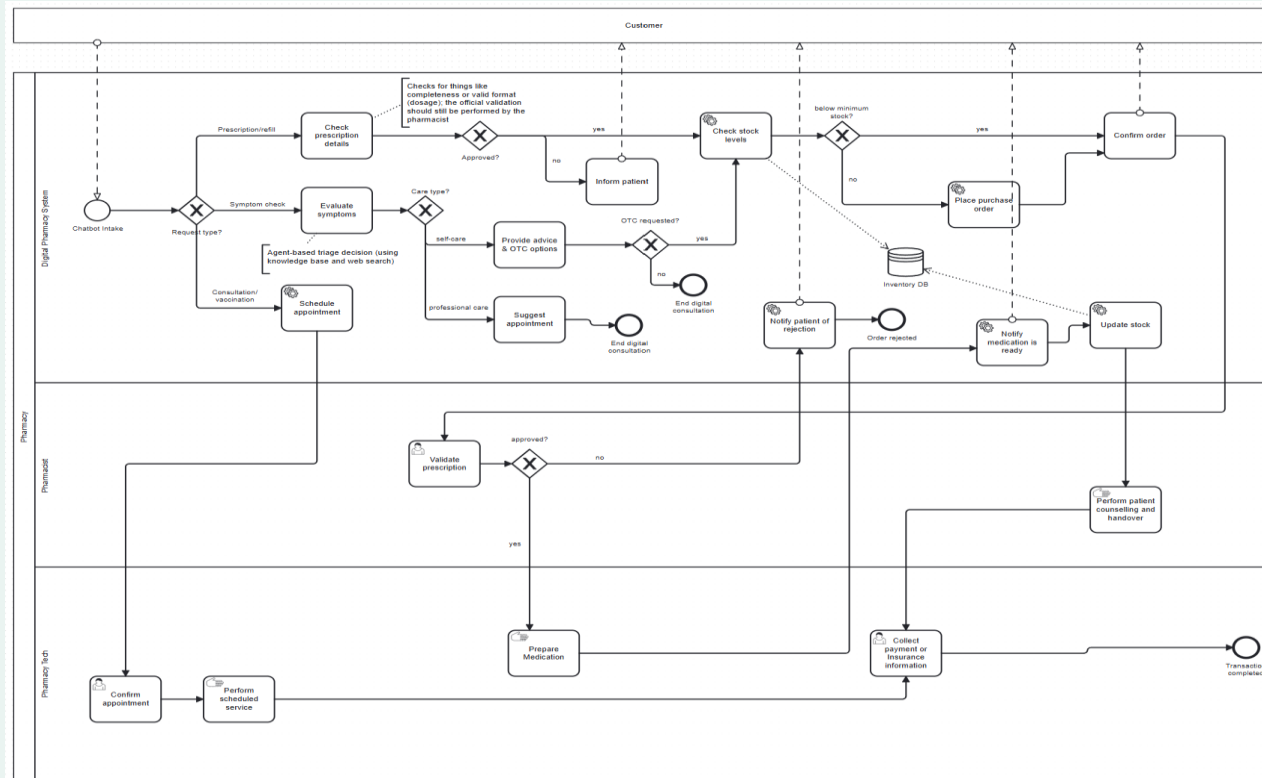 Customer
Checks for things like
completeness or valid format
(dosage); the official validation
should still be performed by the
pharmacist
below minimum
stock?
Prescription/refill
Check
prescription
details
Approved?
yes
no
Check stock
levels
yes
no
Confirm order
Inform patient
Digital Pharmacy System
Chatbot Intake
Request type?
Symptom check
Evaluate
symptoms
Care type?
Place purchase
order
OTC requested?
self-care
Provide advice
& OTC options
yes
no
Agent-based triage decision (using
knowledge base and web search)
Inventory DB
End digital
consultation
Consultation/
vaccination
Schedule
appointment
professional care
Suggest
appointment
End digital
consultation
Notify patient of
rejection
Order rejected
Notify
medication is
ready
Update stock
Pharmacy
Pharmacist
Validate
prescription
approved?
no
yes
Perform patient
counselling and
handover
Pharmacy Tech
Prepare
Medication
Collect
payment or
Insurance
information
Transaction
completed
Confirm
appointment
Perform
scheduled
service